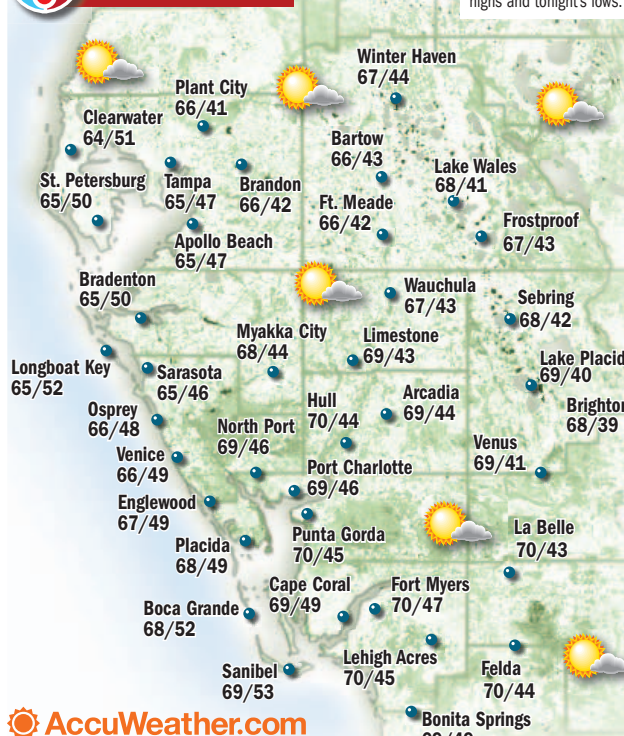 highs and tonight's lows.
Winter Haven
67/44
Plant City
66/41
Clearwater
64/51
Bartow
66/43
Lake Wales
68/41
St. Petersburg
65/50
Tampa
65/47
Brandon
66/42
Ft. Meade
66/42
Frostproof
67/43
Apollo Beach
65/47
Bradenton
65/50
Wauchula
67/43
Sebring
68/42
Myakka City
68/44
Limestone
69/43
Longboat Key
65/52
Sarasota
65/46
Lake Placid
69/40
Osprey
66/48
Hull
70/44
Arcadia
69/44
Brighton
68/39
North Port
69/46
Venice
66/49
Venus
69/41
Port Charlotte
69/46
Englewood
67/49
Punta Gorda
70/45
La Belle
70/43
Placida
68/49
Cape Coral
69/49
Fort Myers
70/47
Boca Grande
68/52
Lehigh Acres
70/45
Felda
70/44
Sanibel
69/53
Bonita Springs
AccuWeather.com